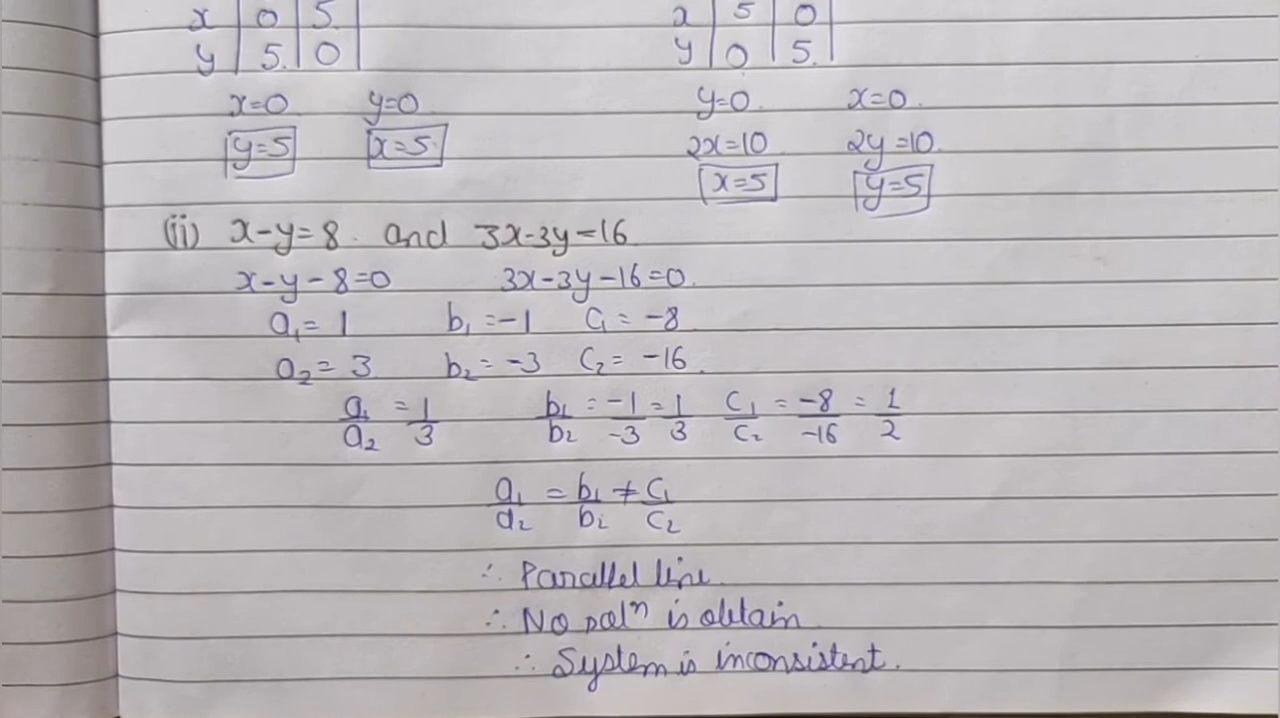 x | 0 | 5. x | 5 | 0
y | 5. | 0 y | 0 | 5.
x=0 y=0 y=0. x=0.
y=5 x=5. 2x=10 2y=10.
x=5 y=5
(ii) x-y=8. and 3x-3y=16.
x-y-8=0 3x-3y-16=0.
a₁= 1 b₁=-1 c₁= -8
a₂= 3 b₂= -3 c₂= -16.
a₁/a₂ = 1/3 b₁/b₂ = -1/-3 = 1/3 c₁/c₂ = -8/-16 = 1/2
a₁/a₂ = b₁/b₂ ≠ c₁/c₂
∴ Parallel line.
∴ No solⁿ is obtain.
∴ System is inconsistent.